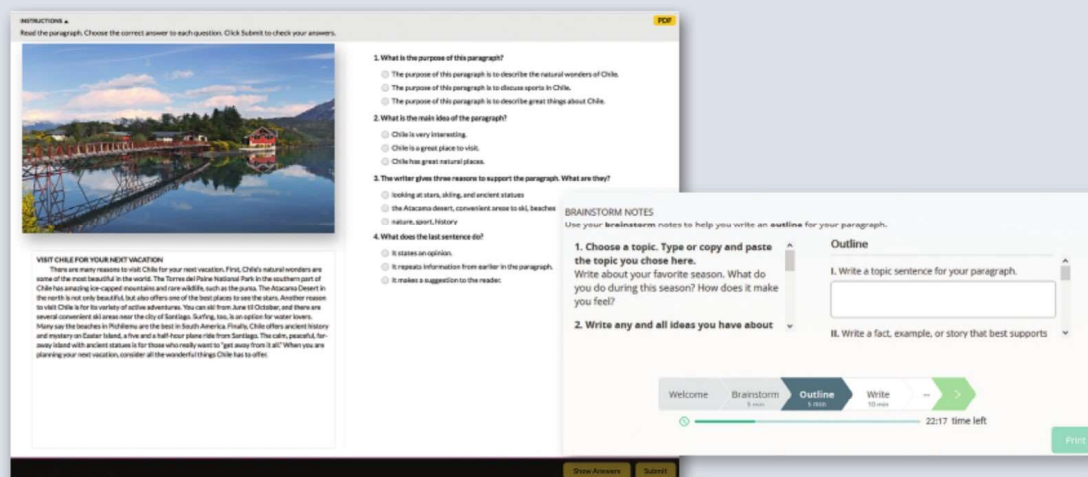 INSTRUCTIONS ▲
PDF
Read the paragraph. Choose the correct answer to each question. Click Submit to check your answers.
VISIT CHILE FOR YOUR NEXT VACATION
There are many reasons to visit Chile for your next vacation. First, Chile's natural wonders are
some of the most beautiful in the world. The Torres del Paine National Park in the southern part of
Chile has amazing ice-capped mountains and rare wildlife, such as the puma. The Atacama Desert in
the north is not only beautiful, but also offers one of the best places to see the stars. Another reason
to visit Chile is for its variety of active adventures. You can ski from June til October, and there are
several convenient ski areas near the city of Santiago. Surfing, too, is an option for water lovers.
Many say the beaches in Pichilemu are the best in South America. Finally, Chile offers ancient history
and mystery on Easter Island, a five and a half-hour plane ride from Santiago. The calm, peaceful, far-
away island with ancient statues is for those who really want to "get away from it all." When you are
planning your next vacation, consider all the wonderful things Chile has to offer.
1. What is the purpose of this paragraph?
The purpose of this paragraph is to describe the natural wonders of Chile.
The purpose of this paragraph is to discuss sports in Chile.
The purpose of this paragraph is to describe great things about Chile.
2. What is the main idea of the paragraph?
Chile is very interesting.
Chile is a great place to visit.
Chile has great natural places.
3. The writer gives three reasons to support the paragraph. What are they?
looking at stars, skiing, and ancient statues
the Atacama desert, convenient areas to ski, beaches
nature, sport, history
4. What does the last sentence do?
It states an opinion.
It repeats information from earlier in the paragraph.
It makes a suggestion to the reader.
Show Answers
Submit
BRAINSTORM NOTES
Use your brainstorm notes to help you write an outline for your paragraph.
1. Choose a topic. Type or copy and paste
the topic you chose here.
Write about your favorite season. What do
you do during this season? How does it make
you feel?
2. Write any and all ideas you have about
Outline
I. Write a topic sentence for your paragraph.
II. Write a fact, example, or story that best supports
Welcome
Brainstorm
5 min
Outline
5 min
Write
10 min
...
22:17 time left
Print